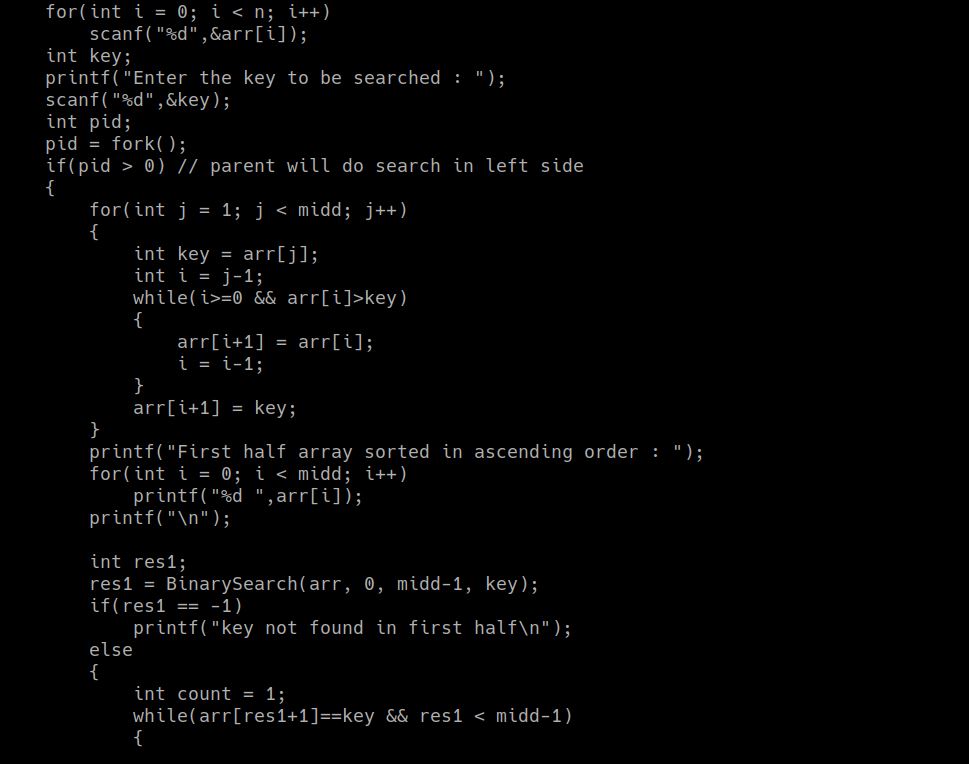 for(int i = 0; i < n; i++)
    scanf("%d",&arr[i]);
int key;
printf("Enter the key to be searched : ");
scanf("%d",&key);
int pid;
pid = fork();
if(pid > 0) // parent will do search in left side
{
    for(int j = 1; j < midd; j++)
    {
        int key = arr[j];
        int i = j-1;
        while(i>=0 && arr[i]>key)
        {
            arr[i+1] = arr[i];
            i = i-1;
        }
        arr[i+1] = key;
    }
    printf("First half array sorted in ascending order : ");
    for(int i = 0; i < midd; i++)
        printf("%d ",arr[i]);
    printf("\n");

    int res1;
    res1 = BinarySearch(arr, 0, midd-1, key);
    if(res1 == -1)
        printf("key not found in first half\n");
    else
    {
        int count = 1;
        while(arr[res1+1]==key && res1 < midd-1)
        {